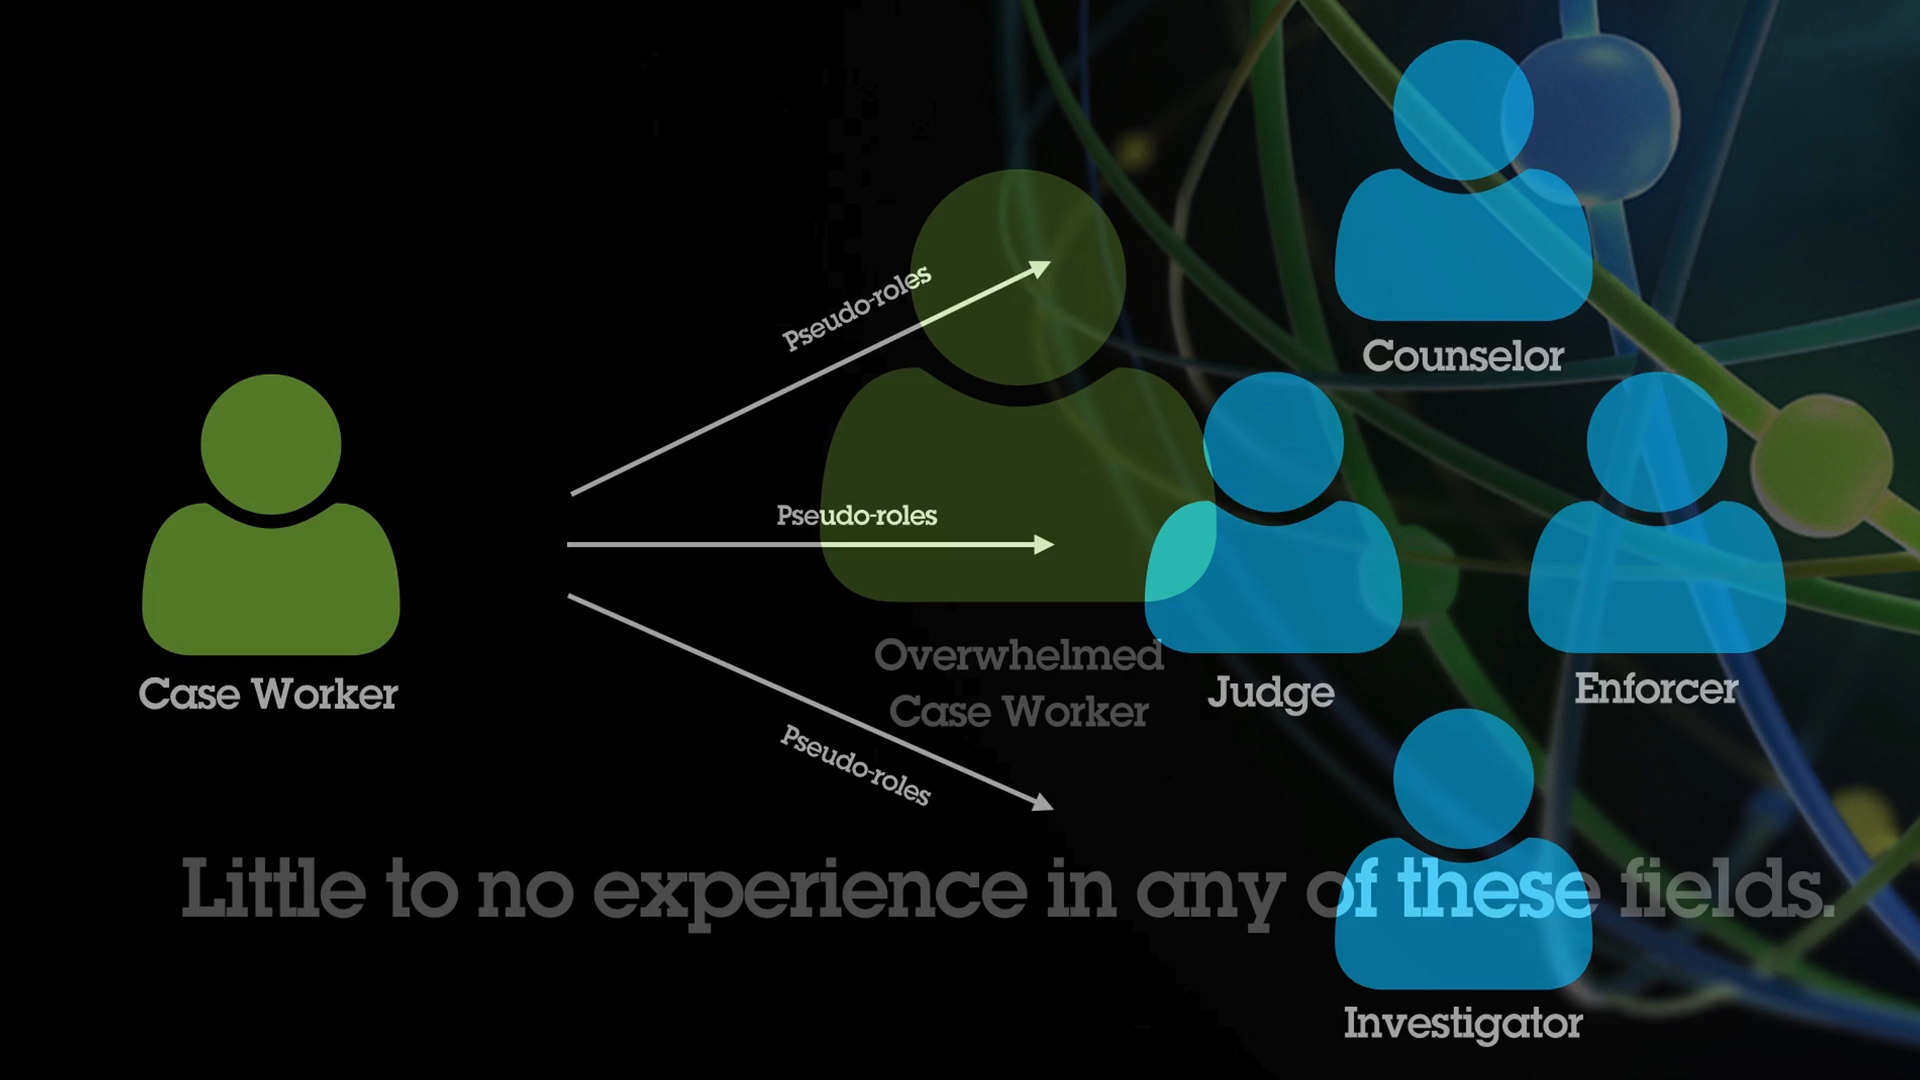 Counselor
Pseudo-roles
Pseudo-roles
Case Worker
Overwhelmed
Case Worker
Judge
Enforcer
Pseudo-roles
Little to no experience in any of these fields.
Investigator